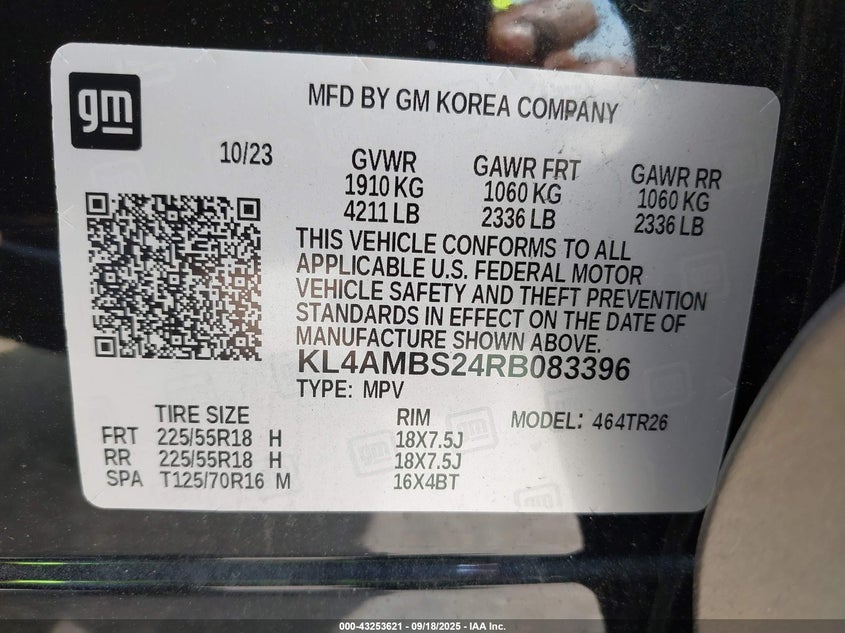 gm
MFD BY GM KOREA COMPANY
10/23
GVWR
1910 KG
4211 LB
GAWR FRT
1060 KG
2336 LB
GAWR RR
1060 KG
2336 LB
THIS VEHICLE CONFORMS TO ALL
APPLICABLE U.S. FEDERAL MOTOR
VEHICLE SAFETY AND THEFT PREVENTION
STANDARDS IN EFFECT ON THE DATE OF
MANUFACTURE SHOWN ABOVE.
KL4AMBS24RB083396
TYPE: MPV
TIRE SIZE RIM MODEL: 464TR26
FRT 225/55R18 H 18X7.5J
RR 225/55R18 H 18X7.5J
SPA T125/70R16 M 16X4BT
000-43253621 - 09/18/2025 - IAA Inc.